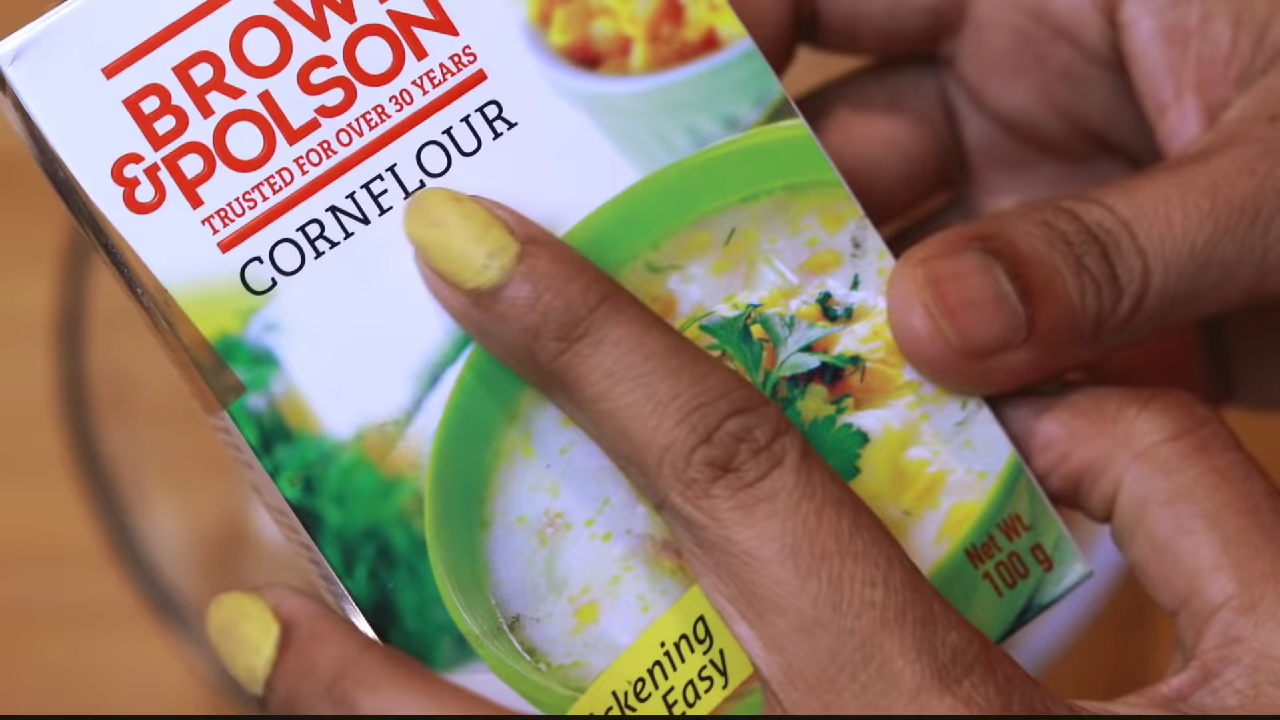 BROWN
&POLSON
TRUSTED FOR OVER 30 YEARS
CORNFLOUR
Net Wt.
100 g
Easy